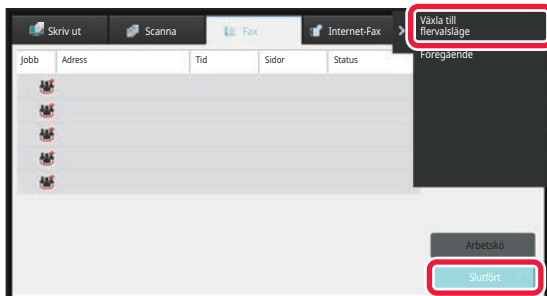 Skriv ut
Scanna
Fax
Internet-Fax
Växla till
flervalsläge
Föregående
Jobb
Adress
Tid
Sidor
Status
Arbetskö
Slutfört